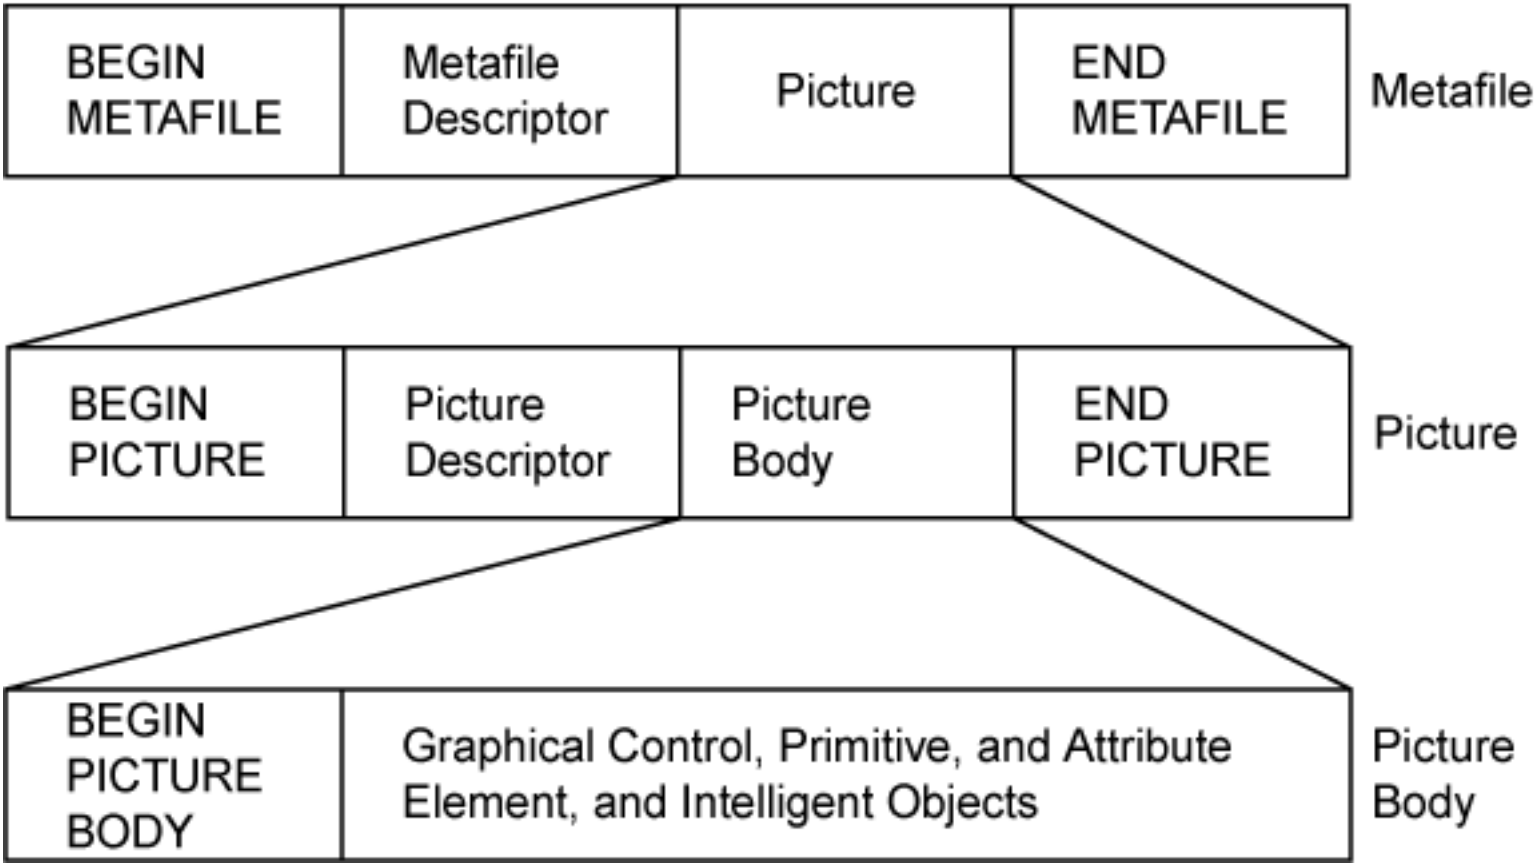 BEGIN
METAFILE
Metafile
Descriptor
Picture
END
METAFILE
Metafile
BEGIN
PICTURE
Picture
Descriptor
Picture
Body
END
PICTURE
Picture
BEGIN
PICTURE
BODY
Graphical Control, Primitive, and Attribute
Element, and Intelligent Objects
Picture
Body